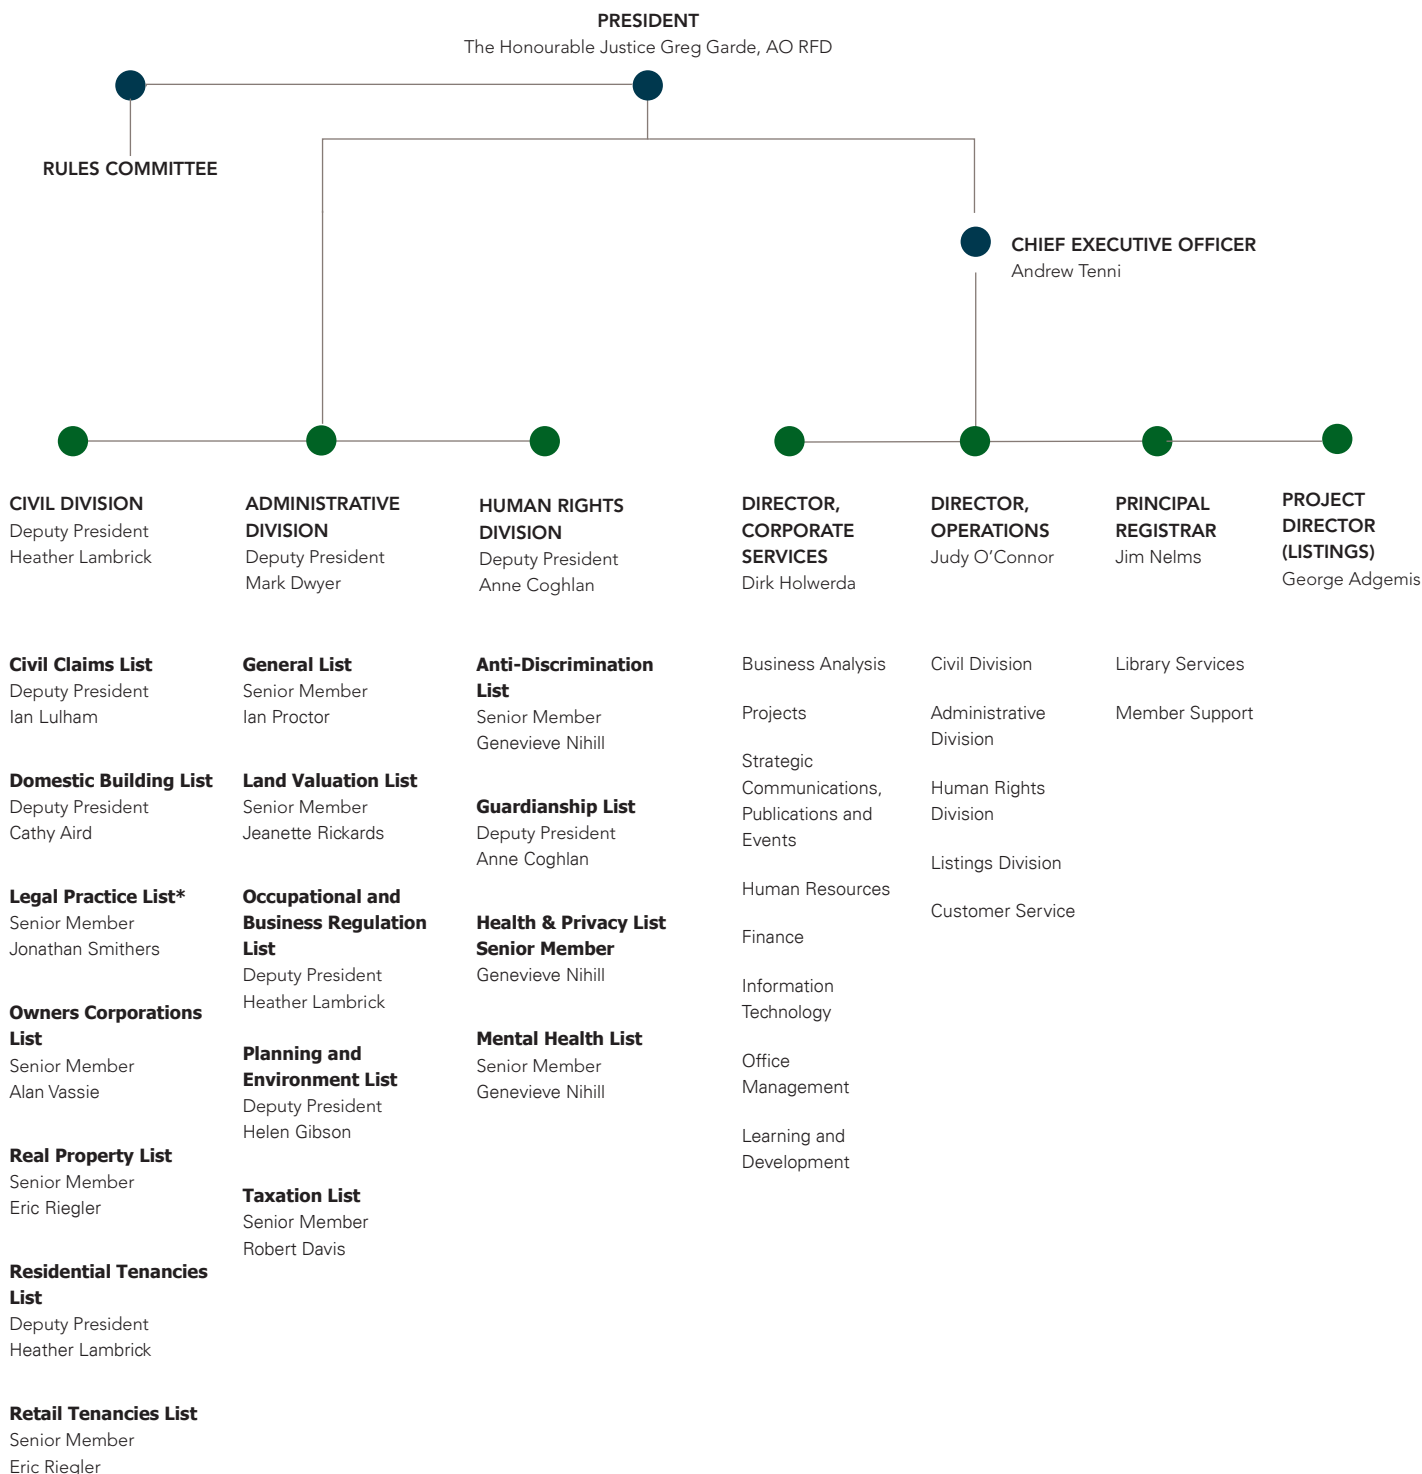 PRESIDENT
The Honourable Justice Greg Garde, AO RFD
RULES COMMITTEE
CHIEF EXECUTIVE OFFICER
Andrew Tenni
CIVIL DIVISION
Deputy President
Heather Lambrick
Civil Claims List
Deputy President
Ian Lulham
Domestic Building List
Deputy President
Cathy Aird
Legal Practice List*
Senior Member
Jonathan Smithers
Owners Corporations
List
Senior Member
Alan Vassie
Real Property List
Senior Member
Eric Riegler
Residential Tenancies
List
Deputy President
Heather Lambrick
Retail Tenancies List
Senior Member
Eric Riegler
ADMINISTRATIVE
DIVISION
Deputy President
Mark Dwyer
General List
Senior Member
Ian Proctor
Land Valuation List
Senior Member
Jeanette Rickards
Occupational and
Business Regulation
List
Deputy President
Heather Lambrick
Planning and
Environment List
Deputy President
Helen Gibson
Taxation List
Senior Member
Robert Davis
HUMAN RIGHTS
DIVISION
Deputy President
Anne Coghlan
Anti-Discrimination
List
Senior Member
Genevieve Nihill
Guardianship List
Deputy President
Anne Coghlan
Health & Privacy List
Senior Member
Genevieve Nihill
Mental Health List
Senior Member
Genevieve Nihill
DIRECTOR,
CORPORATE
SERVICES
Dirk Holwerda
Business Analysis
Projects
Strategic
Communications,
Publications and
Events
Human Resources
Finance
Information
Technology
Office
Management
Learning and
Development
DIRECTOR,
OPERATIONS
Judy O'Connor
Civil Division
Administrative
Division
Human Rights
Division
Listings Division
Customer Service
PRINCIPAL
REGISTRAR
Jim Nelms
Library Services
Member Support
PROJECT
DIRECTOR
(LISTINGS)
George Adgemis